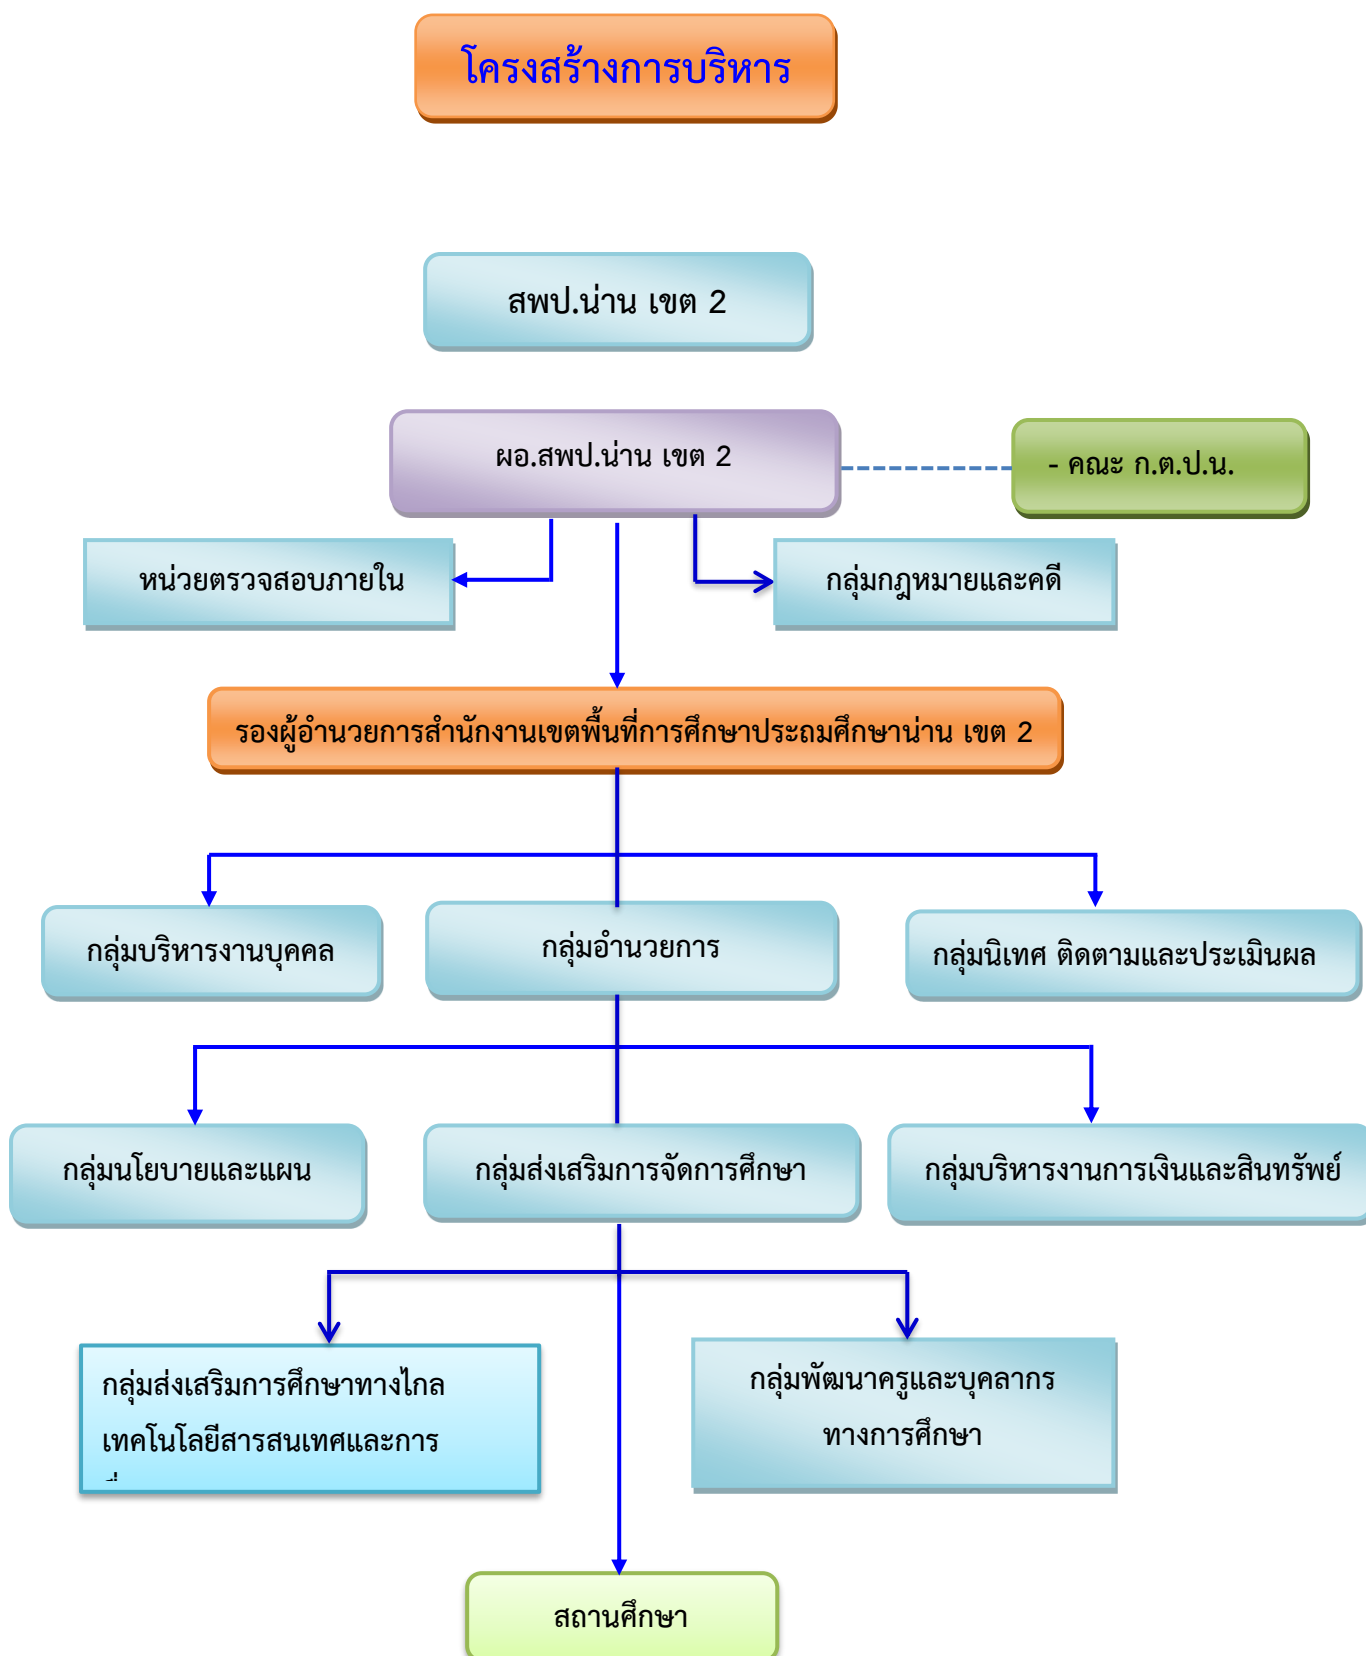 โครงสร้างการบริหาร
สพป.น่าน เขต 2
ผอ.สพป.น่าน เขต 2
- คณะ ก.ต.ป.น.
หน่วยตรวจสอบภายใน
กลุ่มกฎหมายและคดี
รองผู้อำนวยการสำนักงานเขตพื้นที่การศึกษาประถมศึกษาน่าน เขต 2
กลุ่มบริหารงานบุคคล
กลุ่มอำนวยการ
กลุ่มนิเทศ ติดตามและประเมินผล
กลุ่มนโยบายและแผน
กลุ่มส่งเสริมการจัดการศึกษา
กลุ่มบริหารงานการเงินและสินทรัพย์
กลุ่มส่งเสริมการศึกษาทางไกล
เทคโนโลยีสารสนเทศและการ
กลุ่มพัฒนาครูและบุคลากร
ทางการศึกษา
สถานศึกษา